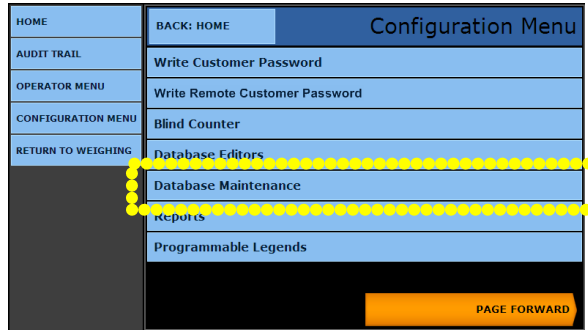 HOME
AUDIT TRAIL
OPERATOR MENU
CONFIGURATION MENU
RETURN TO WEIGHING
BACK: HOME
Configuration Menu
Write Customer Password
Write Remote Customer Password
Blind Counter
Database Editors
Database Maintenance
Reports
Programmable Legends
PAGE FORWARD